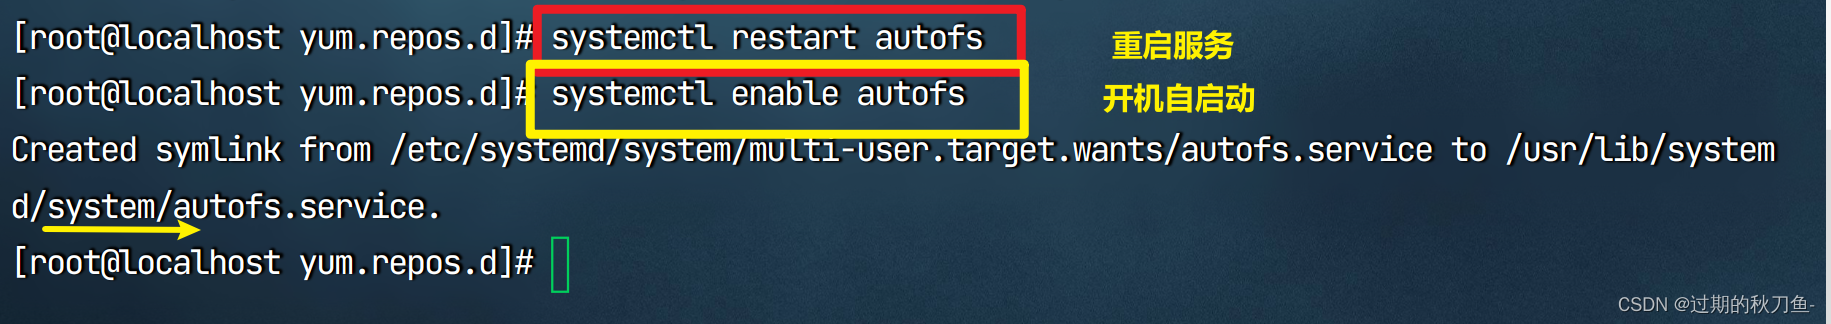 [root@localhost yum.repos.d]# systemctl restart autofs 重启服务
[root@localhost yum.repos.d]# systemctl enable autofs 开机自启动
Created symlink from /etc/systemd/system/multi-user.target.wants/autofs.service to /usr/lib/system
d/system/autofs.service.
[root@localhost yum.repos.d]#
CSDN @过期的秋刀鱼-